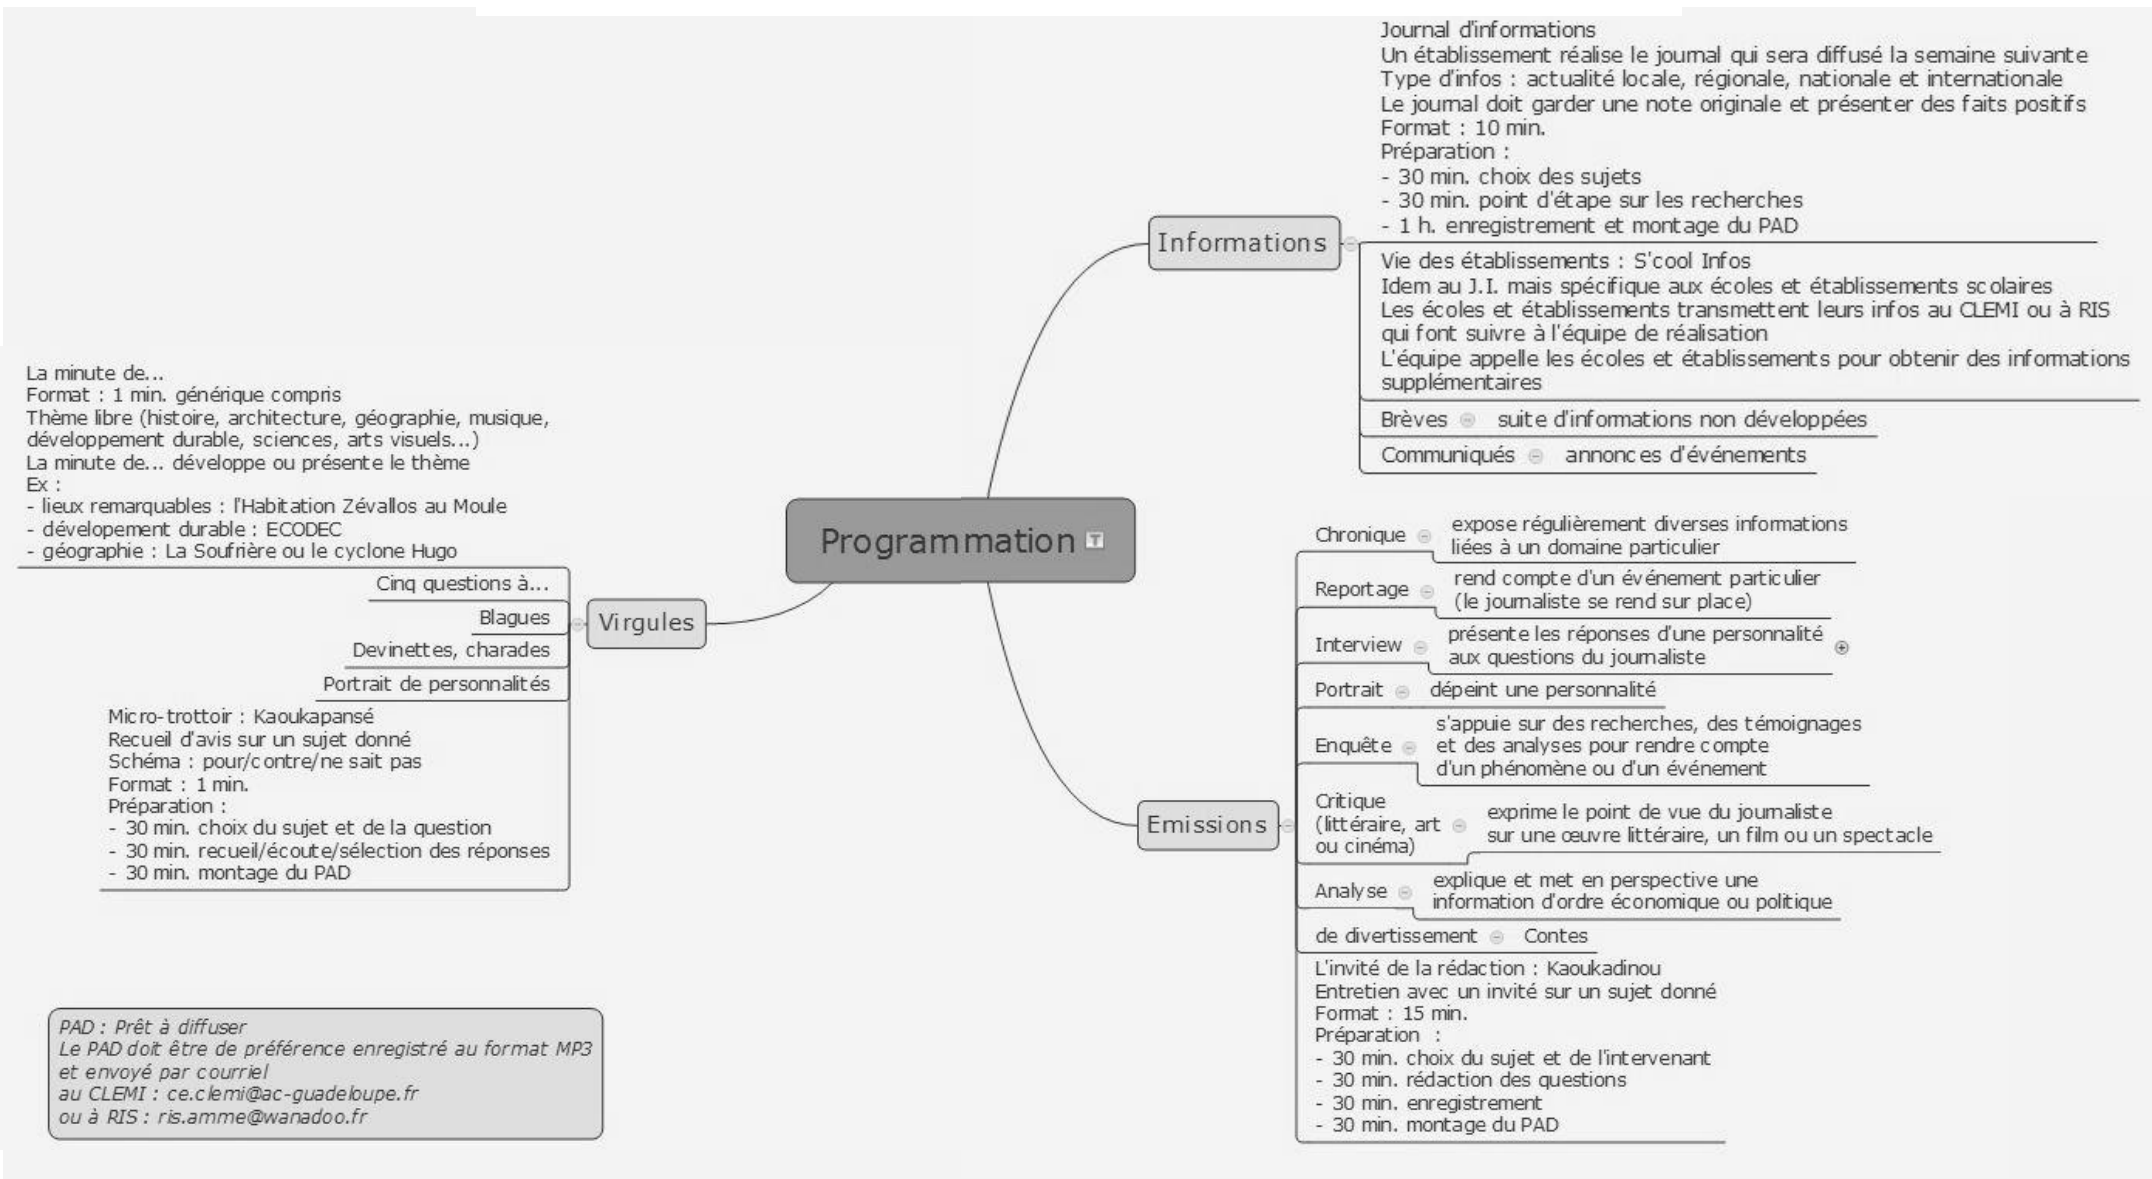 Programmation
Informations
Journal d'informations
Un établissement réalise le journal qui sera diffusé la semaine suivante
Type d'infos : actualité locale, régionale, nationale et internationale
Le journal doit garder une note originale et présenter des faits positifs
Format : 10 min.
Préparation :
- 30 min. choix des sujets
- 30 min. point d'étape sur les recherches
- 1 h. enregistrement et montage du PAD
Vie des établissements : S'cool Infos
Idem au J.I. mais spécifique aux écoles et établissements scolaires
Les écoles et établissements transmettent leurs infos au CLEMI ou à RIS
qui font suivre à l'équipe de réalisation
L'équipe appelle les écoles et établissements pour obtenir des informations
supplémentaires
Brèves suite d'informations non développées
Communiqués annonces d'événements
Emissions
Chronique
expose régulièrement diverses informations
liées à un domaine particulier
Reportage
rend compte d'un événement particulier
(le journaliste se rend sur place)
Interview
présente les réponses d'une personnalité
aux questions du journaliste
Portrait dépeint une personnalité
Enquête
s'appuie sur des recherches, des témoignages
et des analyses pour rendre compte
d'un phénomène ou d'un événement
Critique
(littéraire, art
ou cinéma)
exprime le point de vue du journaliste
sur une œuvre littéraire, un film ou un spectacle
Analyse
explique et met en perspective une
information d'ordre économique ou politique
de divertissement Contes
L'invité de la rédaction : Kaoukadinou
Entretien avec un invité sur un sujet donné
Format : 15 min.
Préparation :
- 30 min. choix du sujet et de l'intervenant
- 30 min. rédaction des questions
- 30 min. enregistrement
- 30 min. montage du PAD
Virgules
La minute de...
Format : 1 min. générique compris
Thème libre (histoire, architecture, géographie, musique,
développement durable, sciences, arts visuels...)
La minute de... développe ou présente le thème
Ex :
- lieux remarquables : l'Habitation Zévallos au Moule
- dévelopement durable : ECODEC
- géographie : La Soufrière ou le cyclone Hugo
Cinq questions à...
Blagues
Devinettes, charades
Portrait de personnalités
Micro-trottoir : Kaoukapansé
Recueil d'avis sur un sujet donné
Schéma : pour/contre/ne sait pas
Format : 1 min.
Préparation :
- 30 min. choix du sujet et de la question
- 30 min. recueil/écoute/sélection des réponses
- 30 min. montage du PAD
PAD : Prêt à diffuser
Le PAD doit être de préférence enregistré au format MP3
et envoyé par courriel
au CLEMI : ce.clemi@ac-guadeloupe.fr
ou à RIS : ris.amme@wanadoo.fr